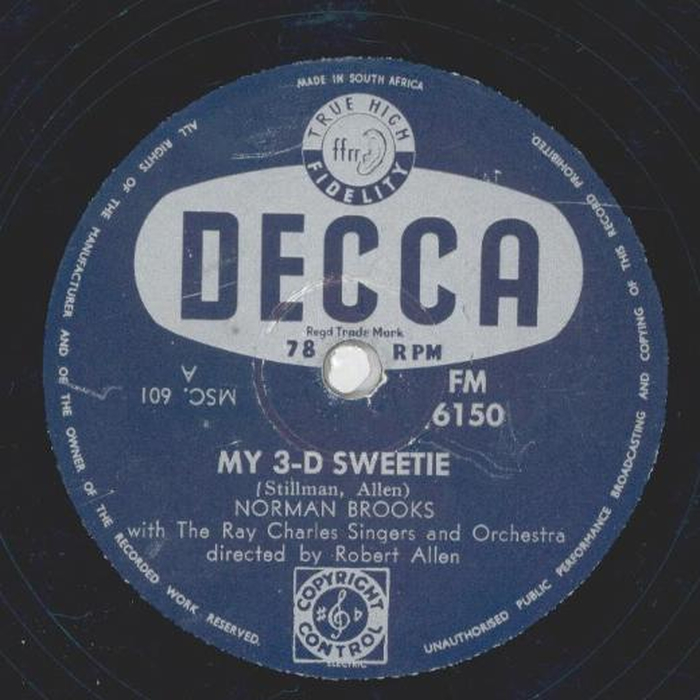 MADE IN SOUTH AFRICA
TRUE HIGH
ffrr
FIDELITY
DECCA
Regd Trade Mark
78 RPM
MSC. 601
A
FM
6150
MY 3-D SWEETIE
(Stillman, Allen)
NORMAN BROOKS
with The Ray Charles Singers and Orchestra
directed by Robert Allen
COPYRIGHT
CONTROL
ELECTRIC
ALL RIGHTS OF THE MANUFACTURER AND OF THE OWNER OF THE RECORDED WORK RESERVED.
UNAUTHORISED PUBLIC PERFORMANCE BROADCASTING AND COPYING OF THIS RECORD PROHIBITED.